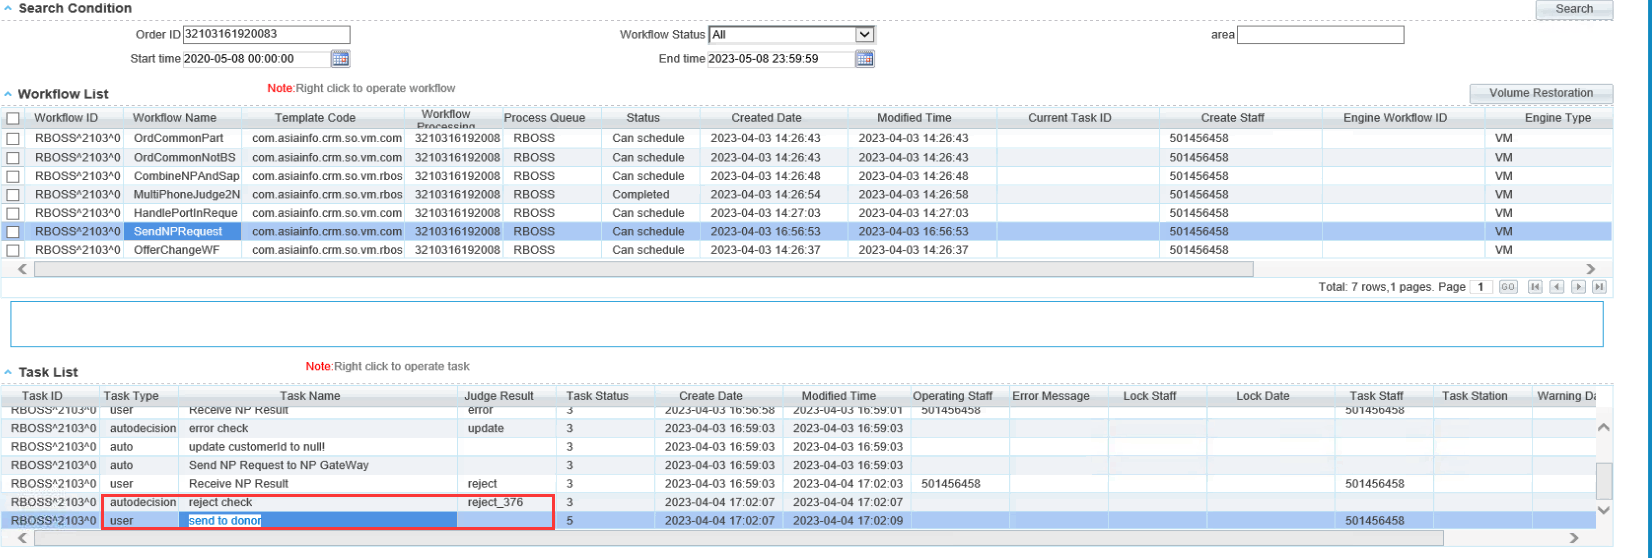 Search Condition Search
Order ID 32103161920083 Workflow Status All area
Start time 2020-05-08 00:00:00 End time 2023-05-08 23:59:59
Workflow List Note:Right click to operate workflow Volume Restoration
Workflow ID Workflow Name Template Code Workflow Processing Process Queue Status Created Date Modified Time Current Task ID Create Staff Engine Workflow ID Engine Type
RBOSS^2103^0 OrdCommonPart com.asiainfo.crm.so.vm.com 3210316192008 RBOSS Can schedule 2023-04-03 14:26:43 2023-04-03 14:26:43 501456458 VM
RBOSS^2103^0 OrdCommonNotBS com.asiainfo.crm.so.vm.com 3210316192008 RBOSS Can schedule 2023-04-03 14:26:43 2023-04-03 14:26:43 501456458 VM
RBOSS^2103^0 CombineNPAndSap com.asiainfo.crm.so.vm.rbos 3210316192008 RBOSS Can schedule 2023-04-03 14:26:48 2023-04-03 14:26:48 501456458 VM
RBOSS^2103^0 MultiPhoneJudge2N com.asiainfo.crm.so.vm.rbos 3210316192008 RBOSS Completed 2023-04-03 14:26:54 2023-04-03 14:26:58 501456458 VM
RBOSS^2103^0 HandlePortInReque com.asiainfo.crm.so.vm.com 3210316192008 RBOSS Can schedule 2023-04-03 14:27:03 2023-04-03 14:27:03 501456458 VM
RBOSS^2103^0 SendNPRequest com.asiainfo.crm.so.vm.com 3210316192008 RBOSS Can schedule 2023-04-03 16:56:53 2023-04-03 16:56:53 501456458 VM
RBOSS^2103^0 OfferChangeWF com.asiainfo.crm.so.vm.rbos 3210316192008 RBOSS Can schedule 2023-04-03 14:26:37 2023-04-03 14:26:37 501456458 VM
Total: 7 rows,1 pages. Page 1 GO
Task List Note:Right click to operate task
Task ID Task Type Task Name Judge Result Task Status Create Date Modified Time Operating Staff Error Message Lock Staff Lock Date Task Staff Task Station Warning Da
RBOSS^2103^0 user Receive NP Result error 3 2023-04-03 16:56:58 2023-04-03 16:59:01 501456458 501456458
RBOSS^2103^0 autodecision error check update 3 2023-04-03 16:59:03 2023-04-03 16:59:03
RBOSS^2103^0 auto update customerId to null! 3 2023-04-03 16:59:03 2023-04-03 16:59:03
RBOSS^2103^0 auto Send NP Request to NP GateWay 3 2023-04-03 16:59:03 2023-04-03 16:59:03
RBOSS^2103^0 user Receive NP Result reject 3 2023-04-03 16:59:03 2023-04-04 17:02:03 501456458 501456458
RBOSS^2103^0 autodecision reject check reject_376 3 2023-04-04 17:02:07 2023-04-04 17:02:07
RBOSS^2103^0 user send to donor 5 2023-04-04 17:02:07 2023-04-04 17:02:09 501456458